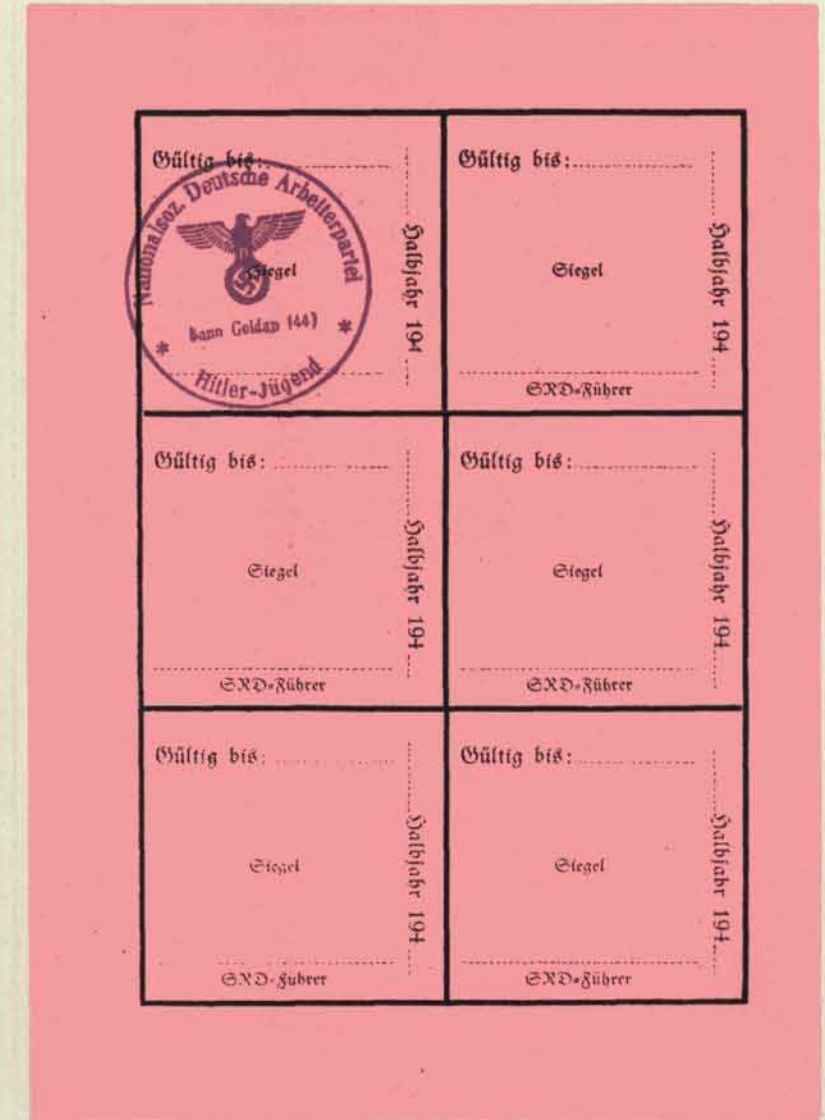 Gültig bis:
Siegel
Halbjahr 194
Nationalsoz. Deutsche Arbeiterpartei
Bann Goldap (44)
Hitler-Jugend
Gültig bis:
Siegel
Halbjahr 194
SRD-Führer
Gültig bis:
Siegel
Halbjahr 194
SRD-Führer
Gültig bis:
Siegel
Halbjahr 194
SRD-Führer
Gültig bis:
Siegel
Halbjahr 194
SRD-Führer
Gültig bis:
Siegel
Halbjahr 194
SRD-Führer